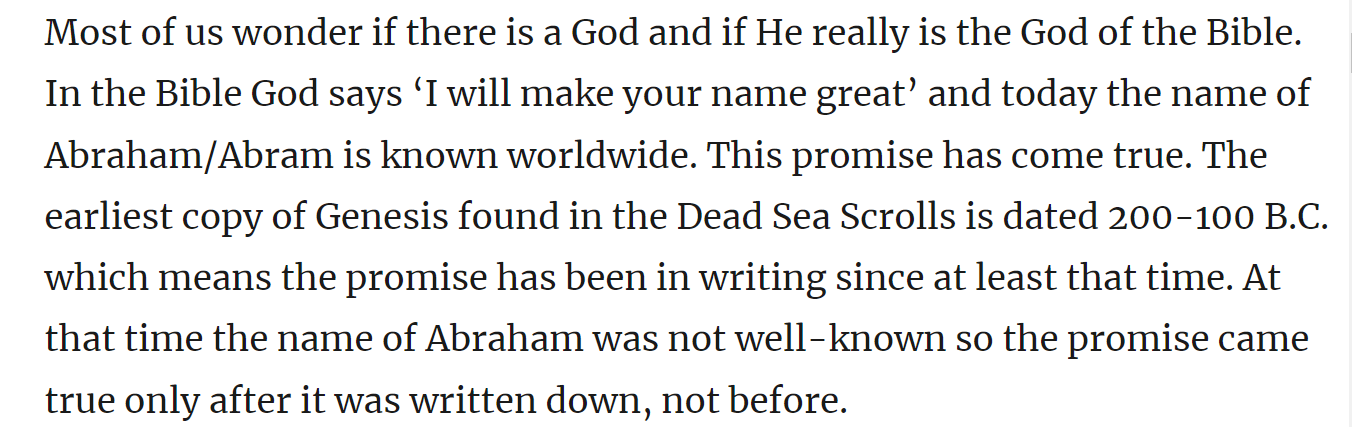 Most of us wonder if there is a God and if He really is the God of the Bible.
In the Bible God says ‘I will make your name great’ and today the name of
Abraham/Abram is known worldwide. This promise has come true. The
earliest copy of Genesis found in the Dead Sea Scrolls is dated 200-100 B.C.
which means the promise has been in writing since at least that time. At
that time the name of Abraham was not well-known so the promise came
true only after it was written down, not before.